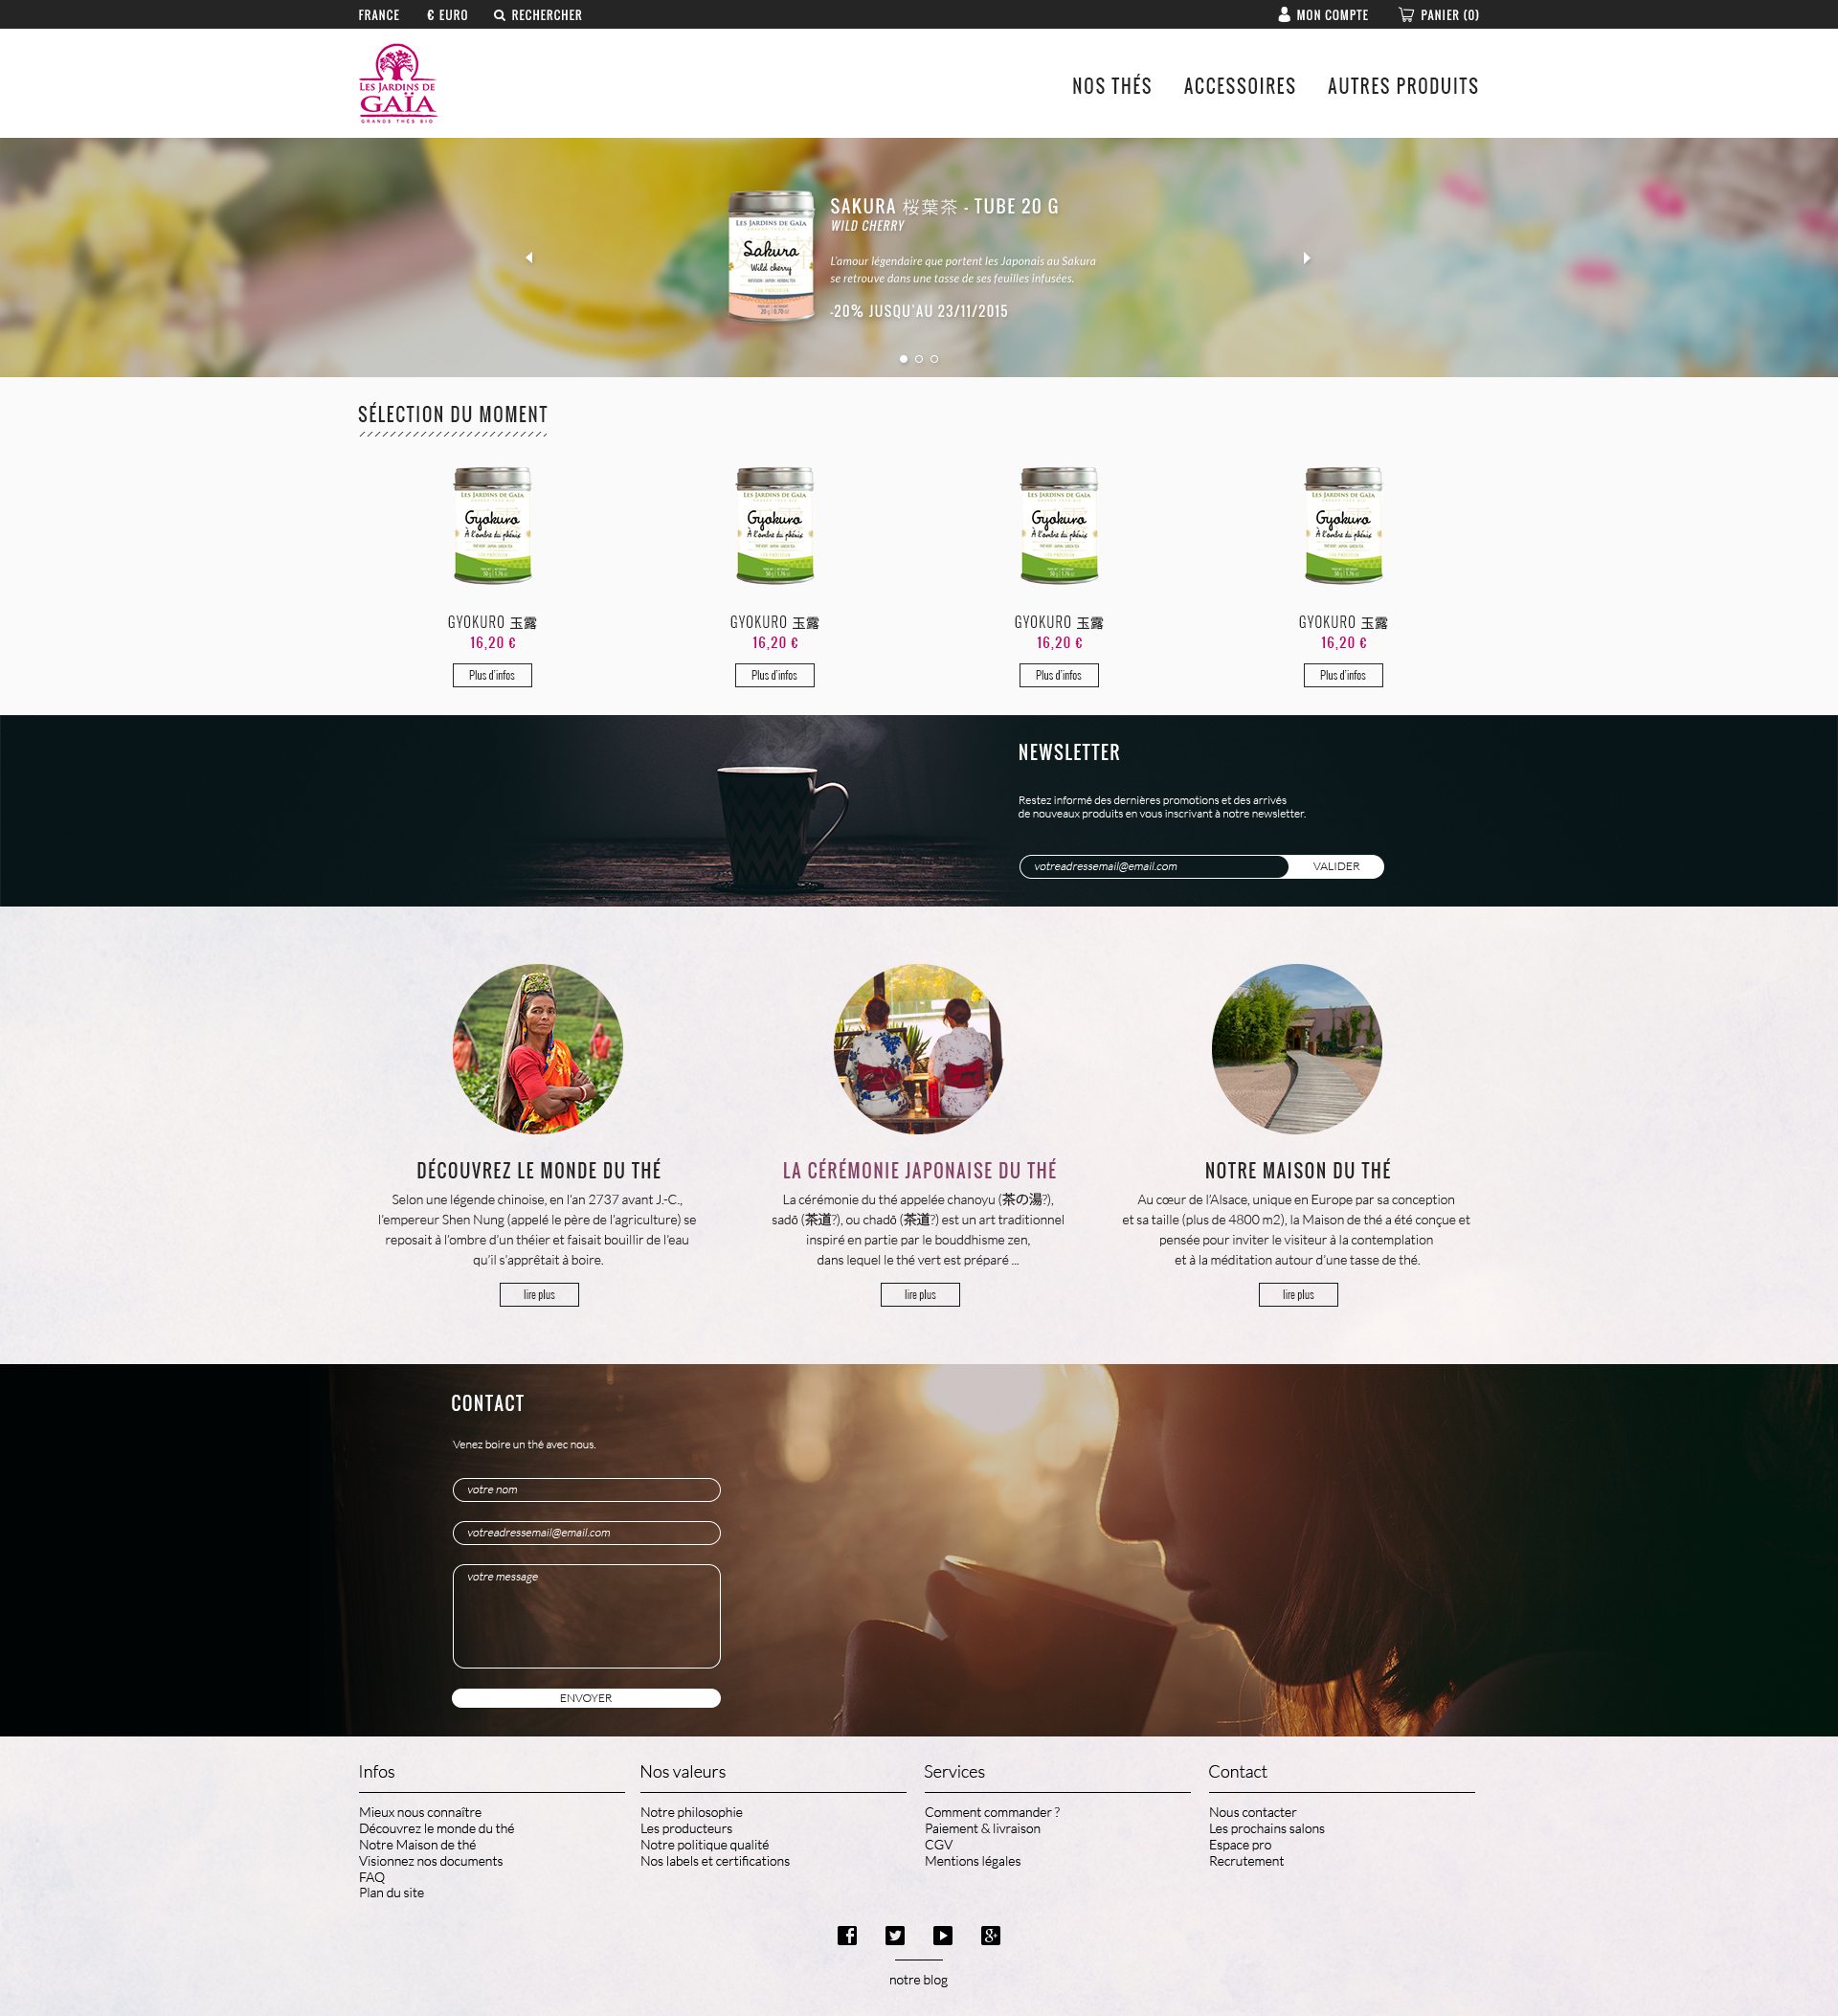 FRANCE € EURO RECHERCHER MON COMPTE PANIER (0)
LES JARDINS DE
GAÏA
GRANDS THÉS BIO
NOS THÉS ACCESSOIRES AUTRES PRODUITS
LES JARDINS DE GAÏA
Sakura
Wild cherry
SAKURA 桜葉茶 - TUBE 20 G
WILD CHERRY
L'amour légendaire que portent les Japonais au Sakura
se retrouve dans une tasse de ses feuilles infusées.
-20% JUSQU'AU 23/11/2015
SÉLECTION DU MOMENT
LES JARDINS DE GAÏA
Gyokuro
À l'ombre du phénix
LES JARDINS DE GAÏA
Gyokuro
À l'ombre du phénix
LES JARDINS DE GAÏA
Gyokuro
À l'ombre du phénix
LES JARDINS DE GAÏA
Gyokuro
À l'ombre du phénix
GYOKURO 玉露 GYOKURO 玉露 GYOKURO 玉露 GYOKURO 玉露
16,20 € 16,20 € 16,20 € 16,20 €
Plus d'infos Plus d'infos Plus d'infos Plus d'infos
NEWSLETTER
Restez informé des dernières promotions et des arrivés
de nouveaux produits en vous inscrivant à notre newsletter.
votreadressemail@email.com VALIDER
DÉCOUVREZ LE MONDE DU THÉ
Selon une légende chinoise, en l'an 2737 avant J.-C.,
l'empereur Shen Nung (appelé le père de l'agriculture) se
reposait à l'ombre d'un théier et faisait bouillir de l'eau
qu'il s'apprêtait à boire.
lire plus
LA CÉRÉMONIE JAPONAISE DU THÉ
La cérémonie du thé appelée chanoyu (茶の湯?),
sadō (茶道?), ou chadō (茶道?) est un art traditionnel
inspiré en partie par le bouddhisme zen,
dans lequel le thé vert est préparé ...
lire plus
NOTRE MAISON DU THÉ
Au cœur de l'Alsace, unique en Europe par sa conception
et sa taille (plus de 4800 m2), la Maison de thé a été conçue et
pensée pour inviter le visiteur à la contemplation
et à la méditation autour d'une tasse de thé.
lire plus
CONTACT
Venez boire un thé avec nous.
votre nom
votreadressemail@email.com
votre message
ENVOYER
Infos
Mieux nous connaître
Découvrez le monde du thé
Notre Maison de thé
Visionnez nos documents
FAQ
Plan du site
Nos valeurs
Notre philosophie
Les producteurs
Notre politique qualité
Nos labels et certifications
Services
Comment commander ?
Paiement & livraison
CGV
Mentions légales
Contact
Nous contacter
Les prochains salons
Espace pro
Recrutement
notre blog